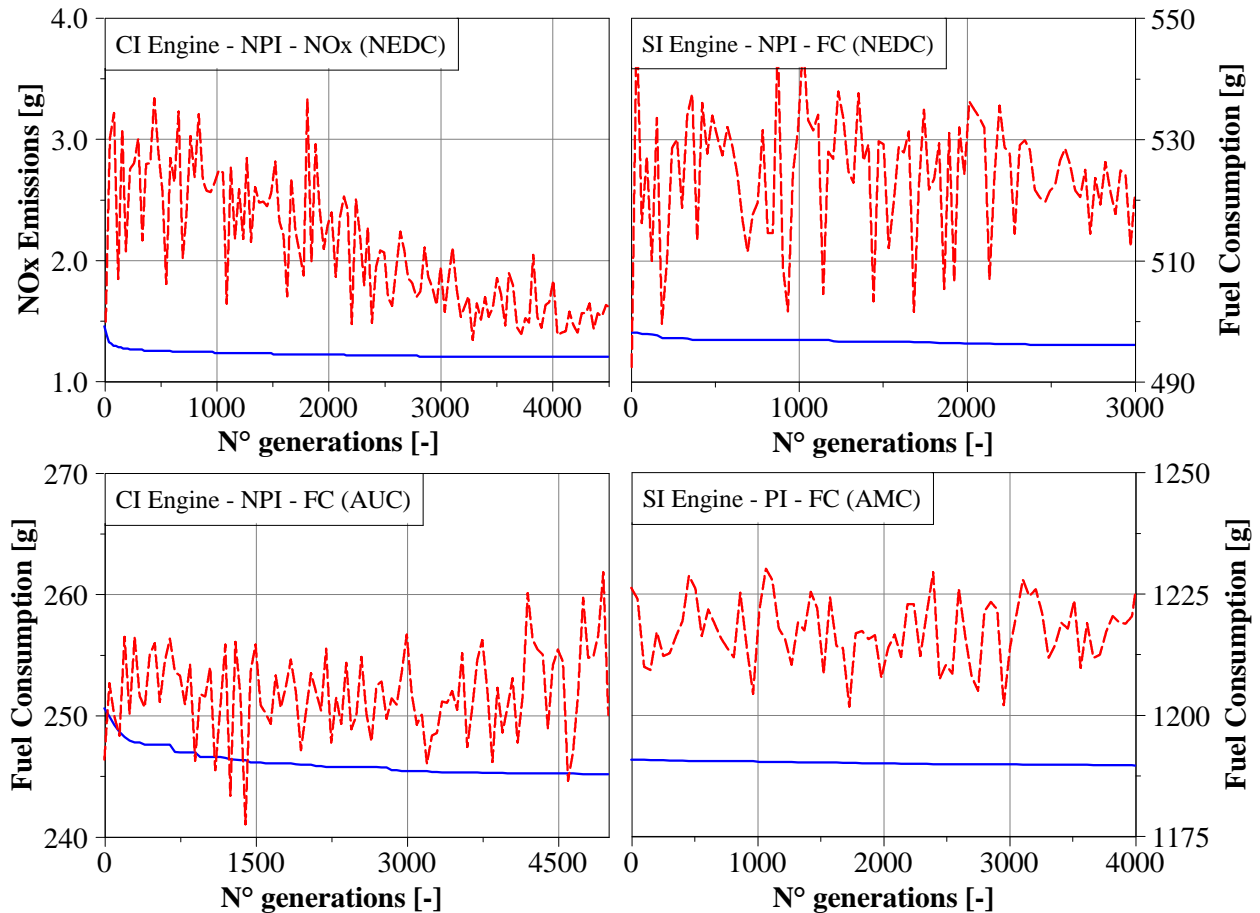 CI Engine - NPI - NOx (NEDC)
NOx Emissions [g]
4.0
3.0
2.0
1.0
0 1000 2000 3000 4000
N° generations [-]
SI Engine - NPI - FC (NEDC)
Fuel Consumption [g]
550
530
510
490
0 1000 2000 3000
N° generations [-]
CI Engine - NPI - FC (AUC)
Fuel Consumption [g]
270
260
250
240
0 1500 3000 4500
N° generations [-]
SI Engine - PI - FC (AMC)
Fuel Consumption [g]
1250
1225
1200
1175
0 1000 2000 3000 4000
N° generations [-]